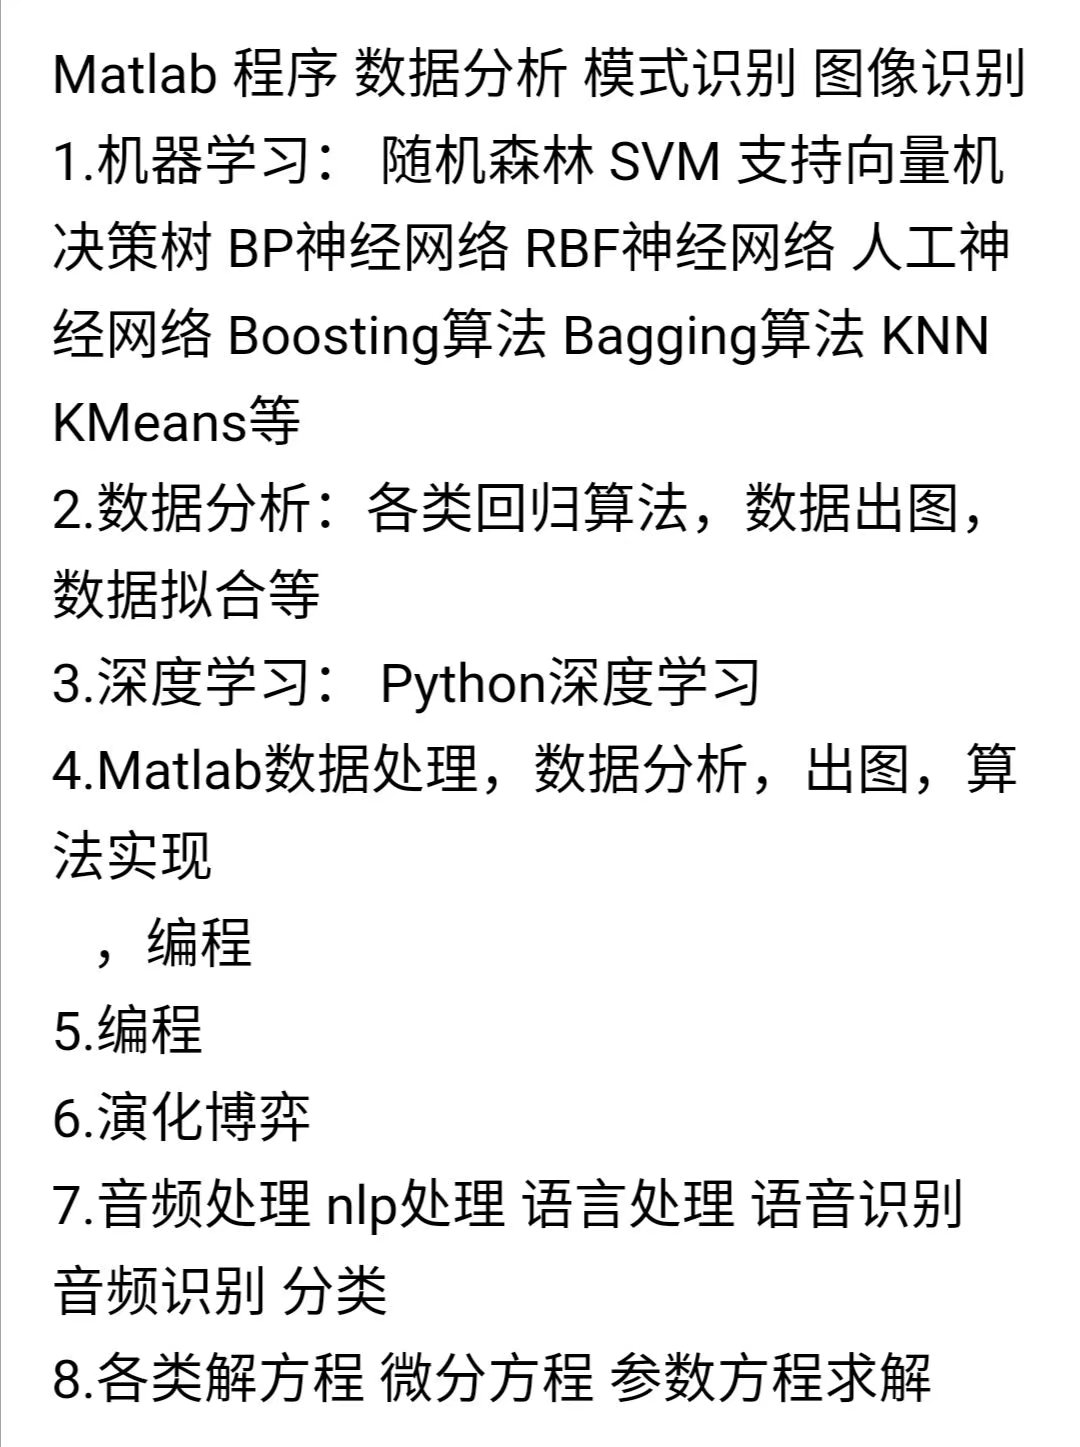 Matlab 程序 数据分析 模式识别 图像识别
1.机器学习： 随机森林 SVM 支持向量机
决策树 BP神经网络 RBF神经网络 人工神
经网络 Boosting算法 Bagging算法 KNN
KMeans等
2.数据分析：各类回归算法，数据出图，
数据拟合等
3.深度学习： Python深度学习
4.Matlab数据处理，数据分析，出图，算
法实现
，编程
5.编程
6.演化博弈
7.音频处理 nlp处理 语言处理 语音识别
音频识别 分类
8.各类解方程 微分方程 参数方程求解